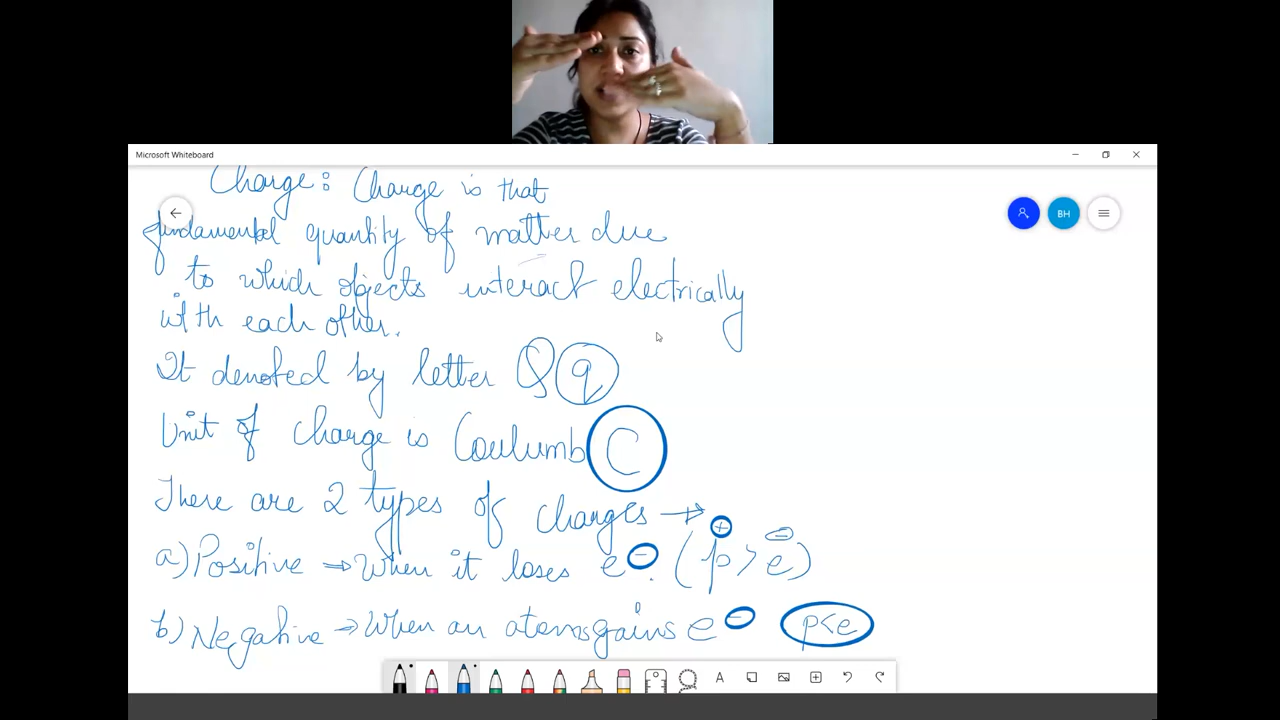 Microsoft Whiteboard
Charge: Charge is that
fundamental quantity of matter due
BH
to which objects interact electrically
with each other.
It denoted by letter Q q
Unit of charge is Coulumb C
There are 2 types of charges →
a) Positive → When it loses e⁻. (p⁺ > e⁻)
b) Negative → When an atoms gains e⁻ p<e
A